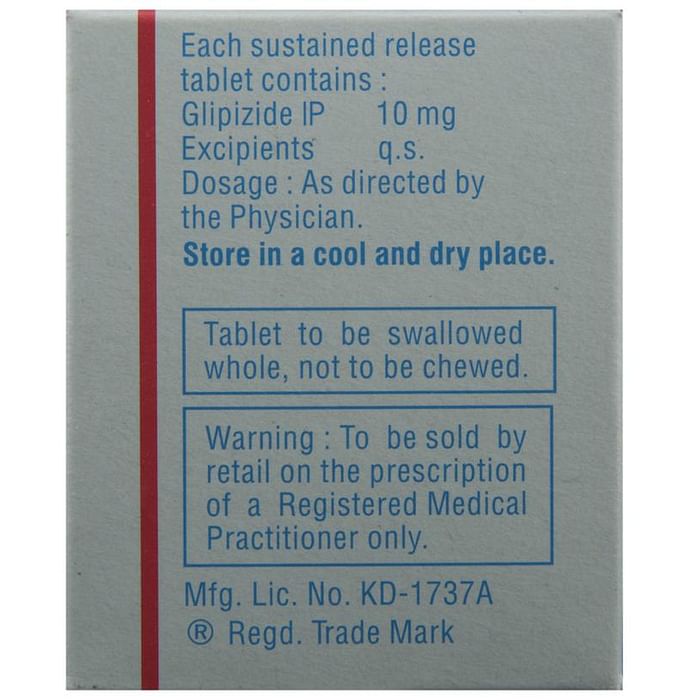 Each sustained release
tablet contains :
Glipizide IP 10 mg
Excipients q.s.
Dosage : As directed by
the Physician.
Store in a cool and dry place.
Tablet to be swallowed
whole, not to be chewed.
Warning : To be sold by
retail on the prescription
of a Registered Medical
Practitioner only.
Mfg. Lic. No. KD-1737A
® Regd. Trade Mark